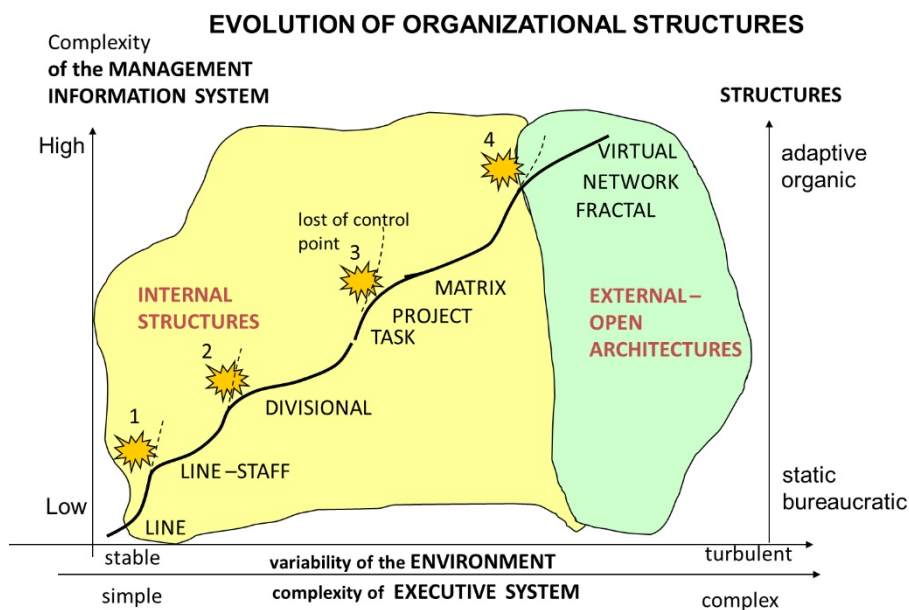 EVOLUTION OF ORGANIZATIONAL STRUCTURES
Complexity
of the MANAGEMENT
INFORMATION SYSTEM
STRUCTURES
High
4
VIRTUAL
NETWORK
FRACTAL
adaptive
organic
lost of control
point
3
MATRIX
PROJECT
TASK
INTERNAL
STRUCTURES
EXTERNAL–
OPEN
ARCHITECTURES
2
DIVISIONAL
1
LINE–STAFF
static
bureaucratic
Low
LINE
stable
variability of the ENVIRONMENT
turbulent
simple
complexity of EXECUTIVE SYSTEM
complex